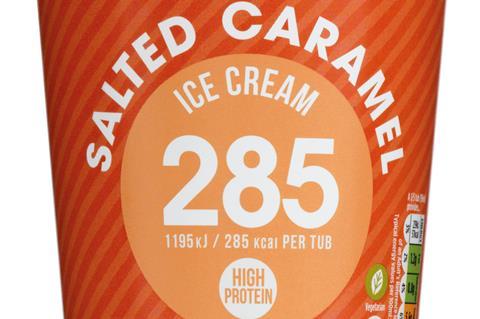 SALTED CARAMEL
ICE CREAM
285
1195KJ / 285 kcal PER TUB
HIGH
PROTEIN
Vegetarian